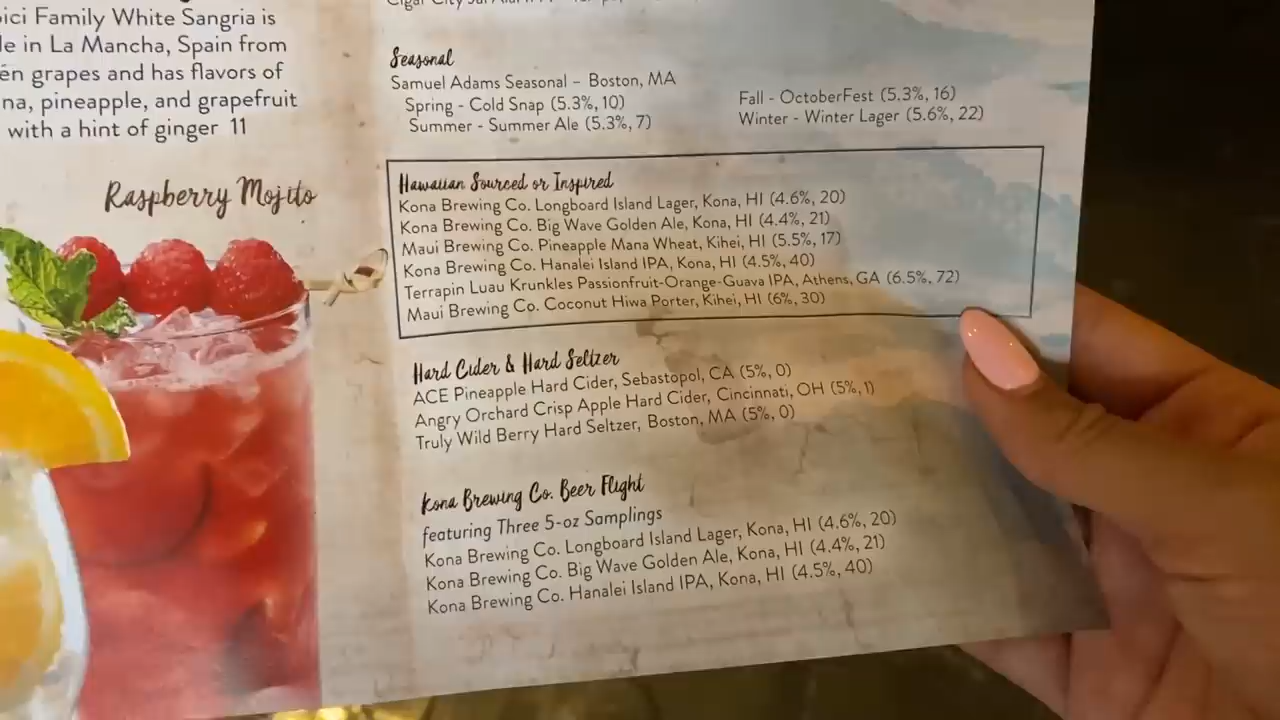 ici Family White Sangria is
de in La Mancha, Spain from
én grapes and has flavors of
na, pineapple, and grapefruit
with a hint of ginger 11
Raspberry Mojito
Cigar City
Seasonal
Samuel Adams Seasonal – Boston, MA
Spring - Cold Snap (5.3%, 10)
Summer - Summer Ale (5.3%, 7)
Fall - OctoberFest (5.3%, 16)
Winter - Winter Lager (5.6%, 22)
Hawaiian Sourced or Inspired
Kona Brewing Co. Longboard Island Lager, Kona, HI (4.6%, 20)
Kona Brewing Co. Big Wave Golden Ale, Kona, HI (4.4%, 21)
Maui Brewing Co. Pineapple Mana Wheat, Kihei, HI (5.5%, 17)
Kona Brewing Co. Hanalei Island IPA, Kona, HI (4.5%, 40)
Terrapin Luau Krunkles Passionfruit-Orange-Guava IPA, Athens, GA (6.5%, 72)
Maui Brewing Co. Coconut Hiwa Porter, Kihei, HI (6%, 30)
Hard Cider & Hard Seltzer
ACE Pineapple Hard Cider, Sebastopol, CA (5%, 0)
Angry Orchard Crisp Apple Hard Cider, Cincinnati, OH (5%, 1)
Truly Wild Berry Hard Seltzer, Boston, MA (5%, 0)
Kona Brewing Co. Beer Flight
featuring Three 5-oz Samplings
Kona Brewing Co. Longboard Island Lager, Kona, HI (4.6%, 20)
Kona Brewing Co. Big Wave Golden Ale, Kona, HI (4.4%, 21)
Kona Brewing Co. Hanalei Island IPA, Kona, HI (4.5%, 40)